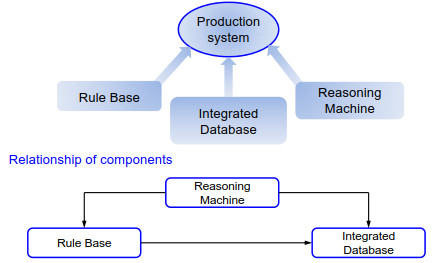 Production
system
Rule Base
Integrated
Database
Reasoning
Machine
Relationship of components
Reasoning
Machine
Rule Base
Integrated
Database